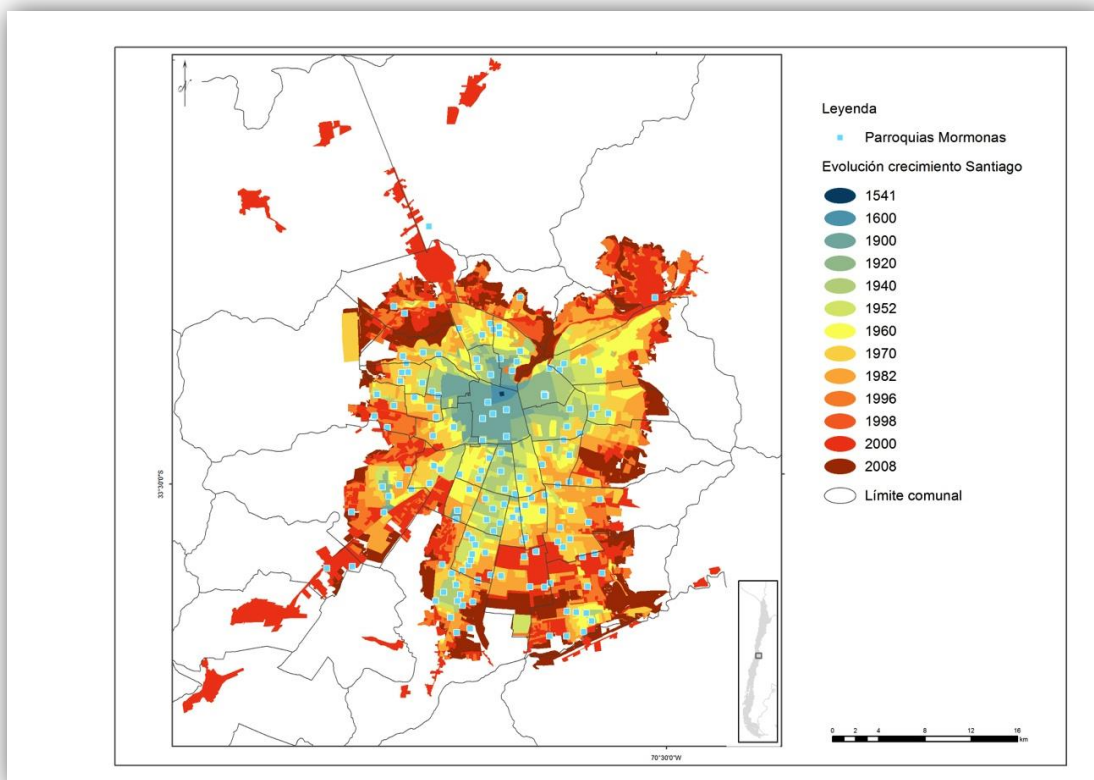 Leyenda
Parroquias Mormonas
Evolución crecimiento Santiago
1541
1600
1900
1920
1940
1952
1960
1970
1982
1996
1998
2000
2008
Límite comunal
33°30'0"S
70°30'0"W
0 2 4 8 12 16
km